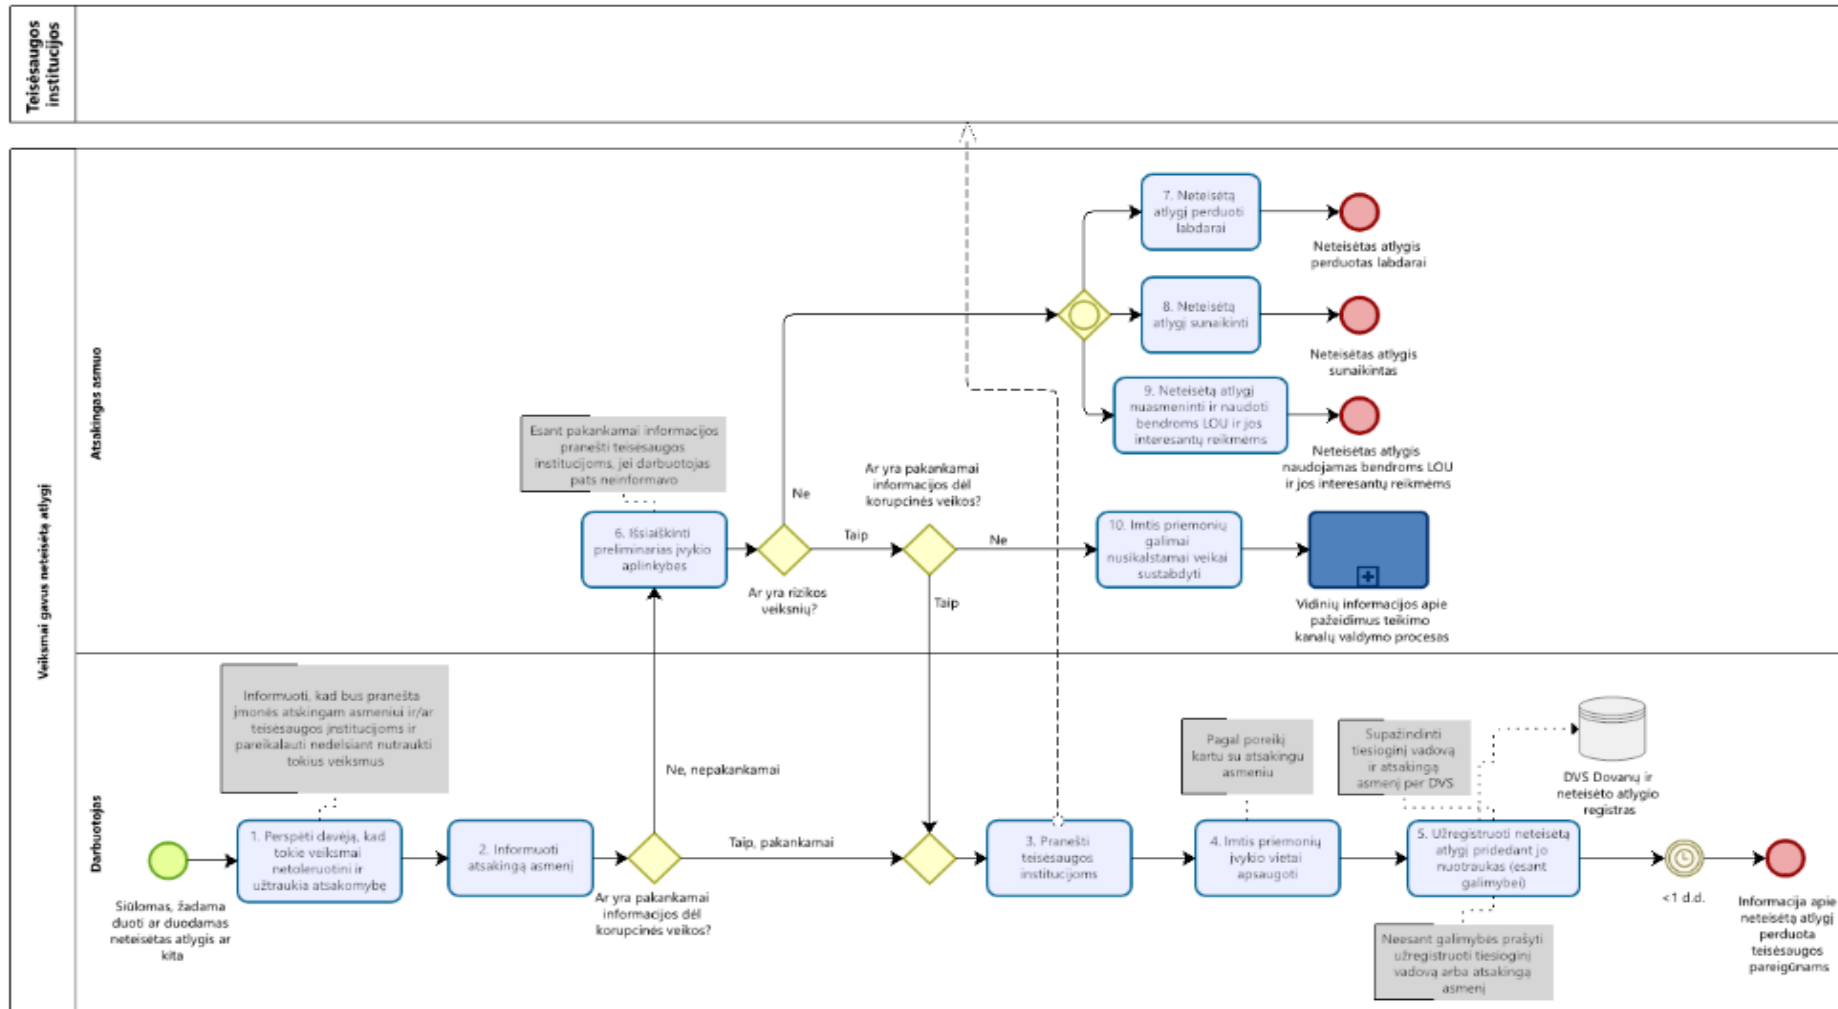 Teisėsaugos
institucijos
Veiksmai gavus neteisėtą atlygį
Atsakingas asmuo
7. Neteisėtą
atlygį perduoti
labdarai
Neteisėtas atlygis
perduotas labdarai
8. Neteisėtą
atlygį sunaikinti
Neteisėtas atlygis
sunaikintas
9. Neteisėtą atlygį
nuasmeninti ir naudoti
bendroms LOU ir jos
interesantų reikmėms
Neteisėtas atlygis
naudojamas bendroms LOU
ir jos interesantų reikmėms
Esant pakankamai informacijos
pranešti teisėsaugos
institucijoms, jei darbuotojas
pats neinformavo
6. Išsiaiškinti
preliminarias įvykio
aplinkybes
Ne
Ar yra rizikos
veiksnių?
Taip
Ar yra pakankamai
informacijos dėl
korupcinės veikos?
Ne
Taip
10. Imtis priemonių
galimai
nusikalstamai veikai
sustabdyti
Vidinių informacijos apie
pažeidimus teikimo
kanalų valdymo procesas
Darbuotojas
Informuoti, kad bus pranešta
įmonės atskingam asmeniui ir/ar
teisėsaugos įnstitucijoms ir
pareikalauti nedelsiant nutraukti
tokius veiksmus
Siūlomas, žadama
duoti ar duodamas
neteisėtas atlygis ar
kita
1. Perspėti davėją, kad
tokie veiksmai
netoleruotini ir
užtraukia atsakomybę
2. Informuoti
atsakingą asmenį
Ne, nepakankamai
Ar yra pakankamai
informacijos dėl
korupcinės veikos?
Taip, pakankamai
3. Pranešti
teisėsaugos
institucijoms
Pagal poreikį
kartu su atsakingu
asmeniu
4. Imtis priemonių
įvykio vietai
apsaugoti
Supažindinti
tiesioginį vadovą
ir atsakingą
asmenį per DVS
DVS Dovanų ir
neteisėto atlygio
registras
5. Užregistruoti neteisėtą
atlygį pridedant jo
nuotraukas (esant
galimybei)
Neesant galimybės prašyti
užregistruoti tiesioginį
vadovą arba atsakingą
asmenį
<1 d.d.
Informacija apie
neteisėtą atlygį
perduota
teisėsaugos
pareigūnams